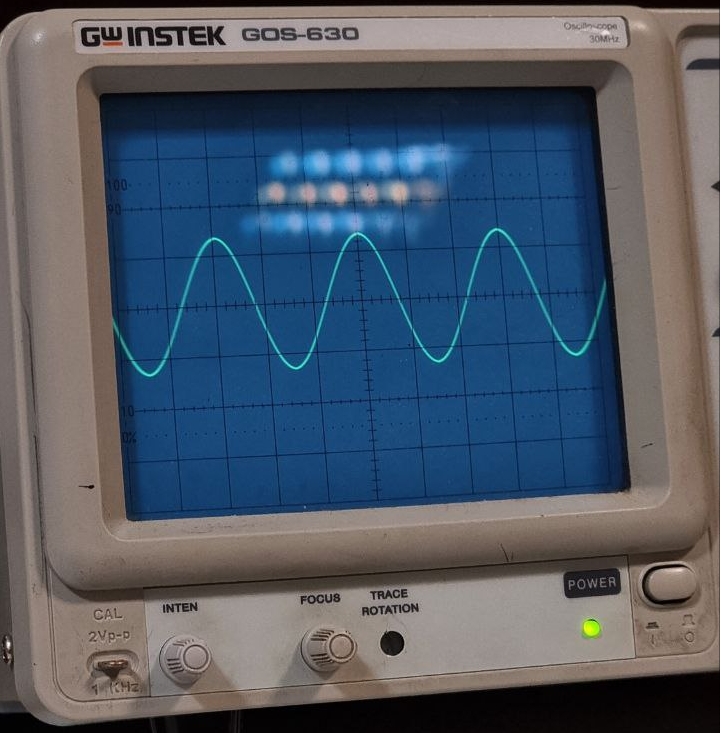 GW INSTEK GOS-630
Oscilloscope
30MHz
100
90
10
0%
INTEN
FOCUS
TRACE
ROTATION
POWER
CAL
2Vp-p
1 KHz